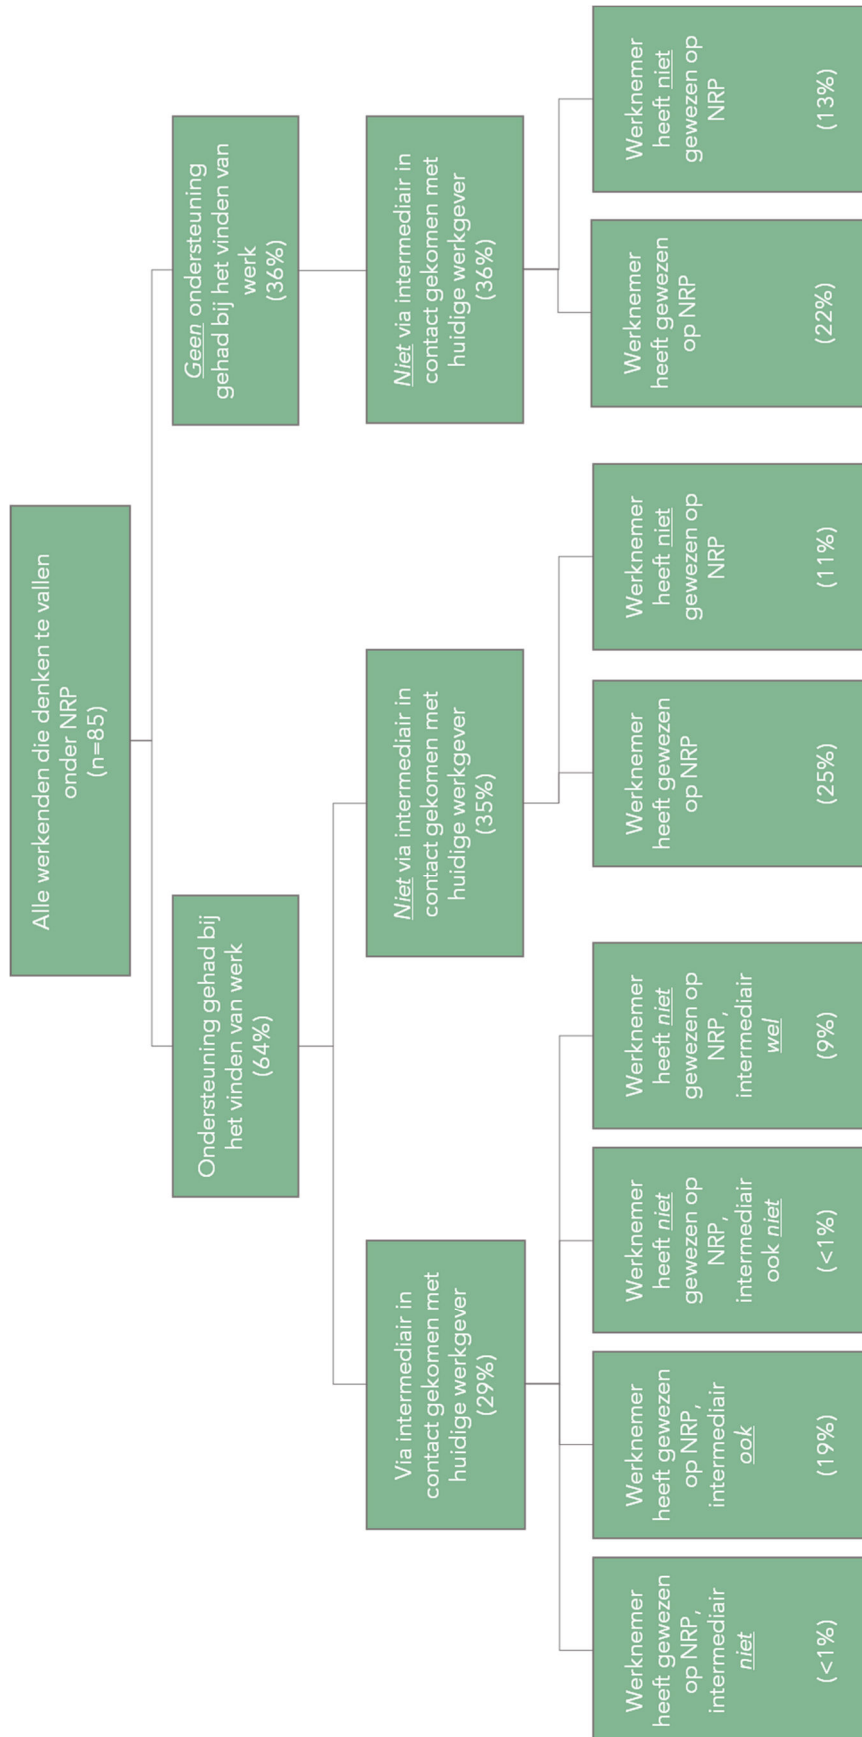 Alle werkenden die denken te vallen
onder NRP
(n=85)
Ondersteuning gehad bij
het vinden van werk
(64%)
Geen ondersteuning
gehad bij het vinden van
werk
(36%)
Via intermediair in
contact gekomen met
huidige werkgever
(29%)
Niet via intermediair in
contact gekomen met
huidige werkgever
(35%)
Niet via intermediair in
contact gekomen met
huidige werkgever
(36%)
Werknemer
heeft gewezen
op NRP,
intermediair
niet
(<1%)
Werknemer
heeft gewezen
op NRP,
intermediair
ook
(19%)
Werknemer
heeft niet
gewezen op
NRP,
intermediair
ook niet
(<1%)
Werknemer
heeft niet
gewezen op
NRP,
intermediair
wel
(9%)
Werknemer
heeft gewezen
op NRP
(25%)
Werknemer
heeft niet
gewezen op
NRP
(11%)
Werknemer
heeft gewezen
op NRP
(22%)
Werknemer
heeft niet
gewezen op
NRP
(13%)